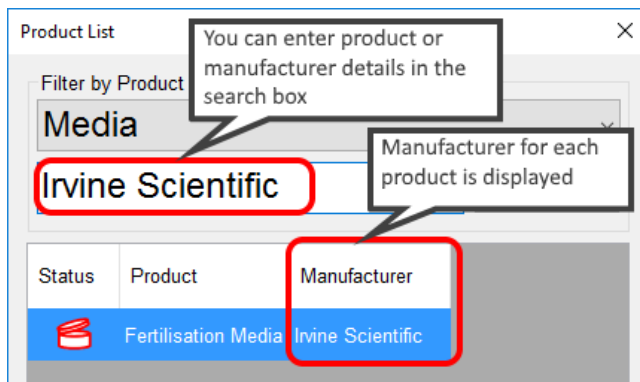 Product List
You can enter product or
manufacturer details in the
search box
Filter by Product
Media
Manufacturer for each
product is displayed
Irvine Scientific
Status Product Manufacturer
Fertilisation Media Irvine Scientific